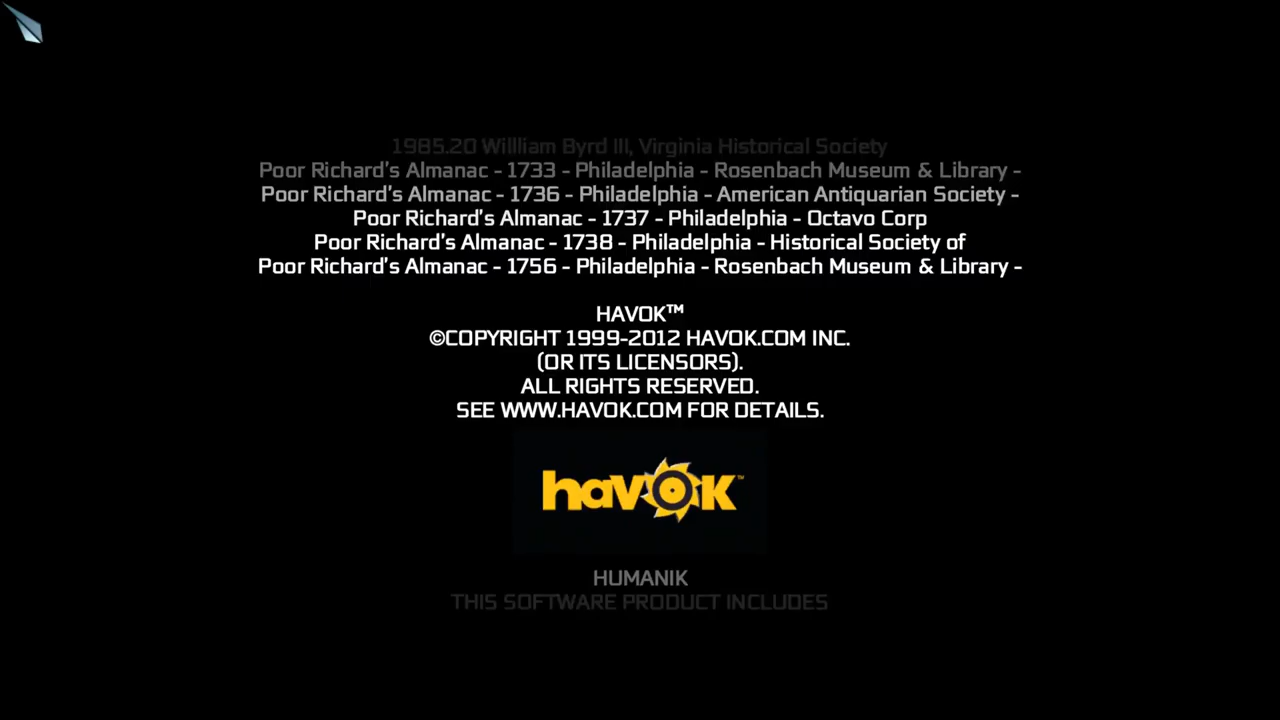 1985.20 Willliam Byrd III, Virginia Historical Society
Poor Richard's Almanac - 1733 - Philadelphia - Rosenbach Museum & Library -
Poor Richard's Almanac - 1736 - Philadelphia - American Antiquarian Society -
Poor Richard's Almanac - 1737 - Philadelphia - Octavo Corp
Poor Richard's Almanac - 1738 - Philadelphia - Historical Society of
Poor Richard's Almanac - 1756 - Philadelphia - Rosenbach Museum & Library -
HAVOK™
©COPYRIGHT 1999-2012 HAVOK.COM INC.
(OR ITS LICENSORS).
ALL RIGHTS RESERVED.
SEE WWW.HAVOK.COM FOR DETAILS.
havok™
HUMANIK
THIS SOFTWARE PRODUCT INCLUDES